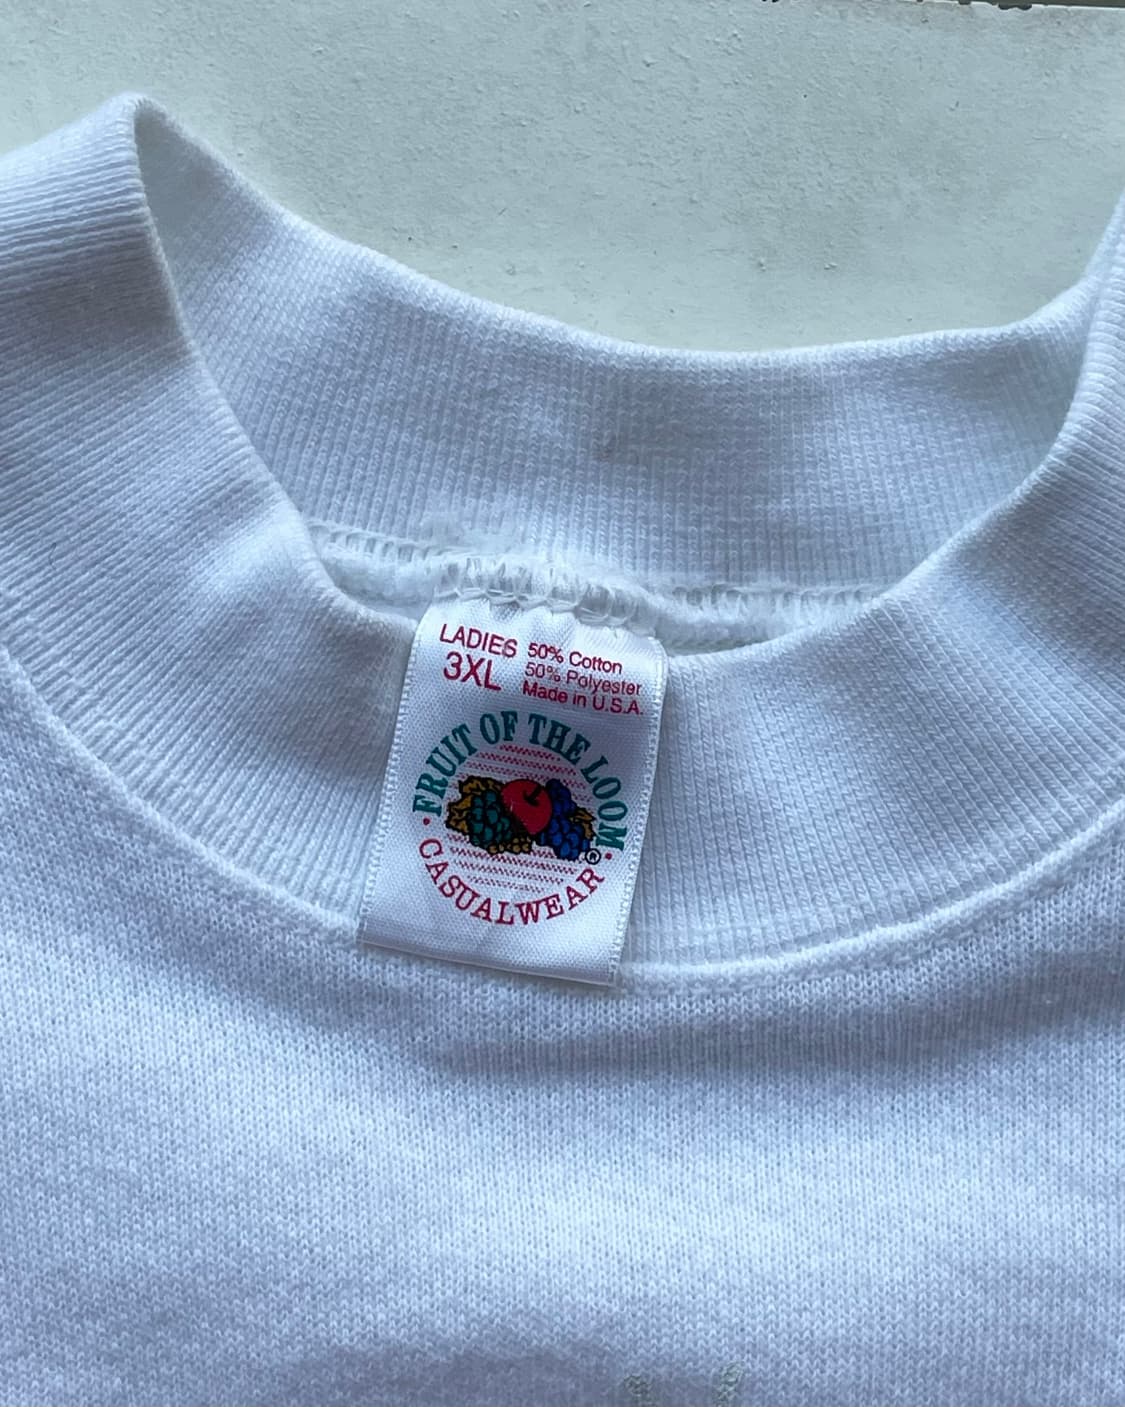 LADIES
3XL
50% Cotton
50% Polyester
Made in U.S.A.
FRUIT OF THE LOOM
®
CASUALWEAR